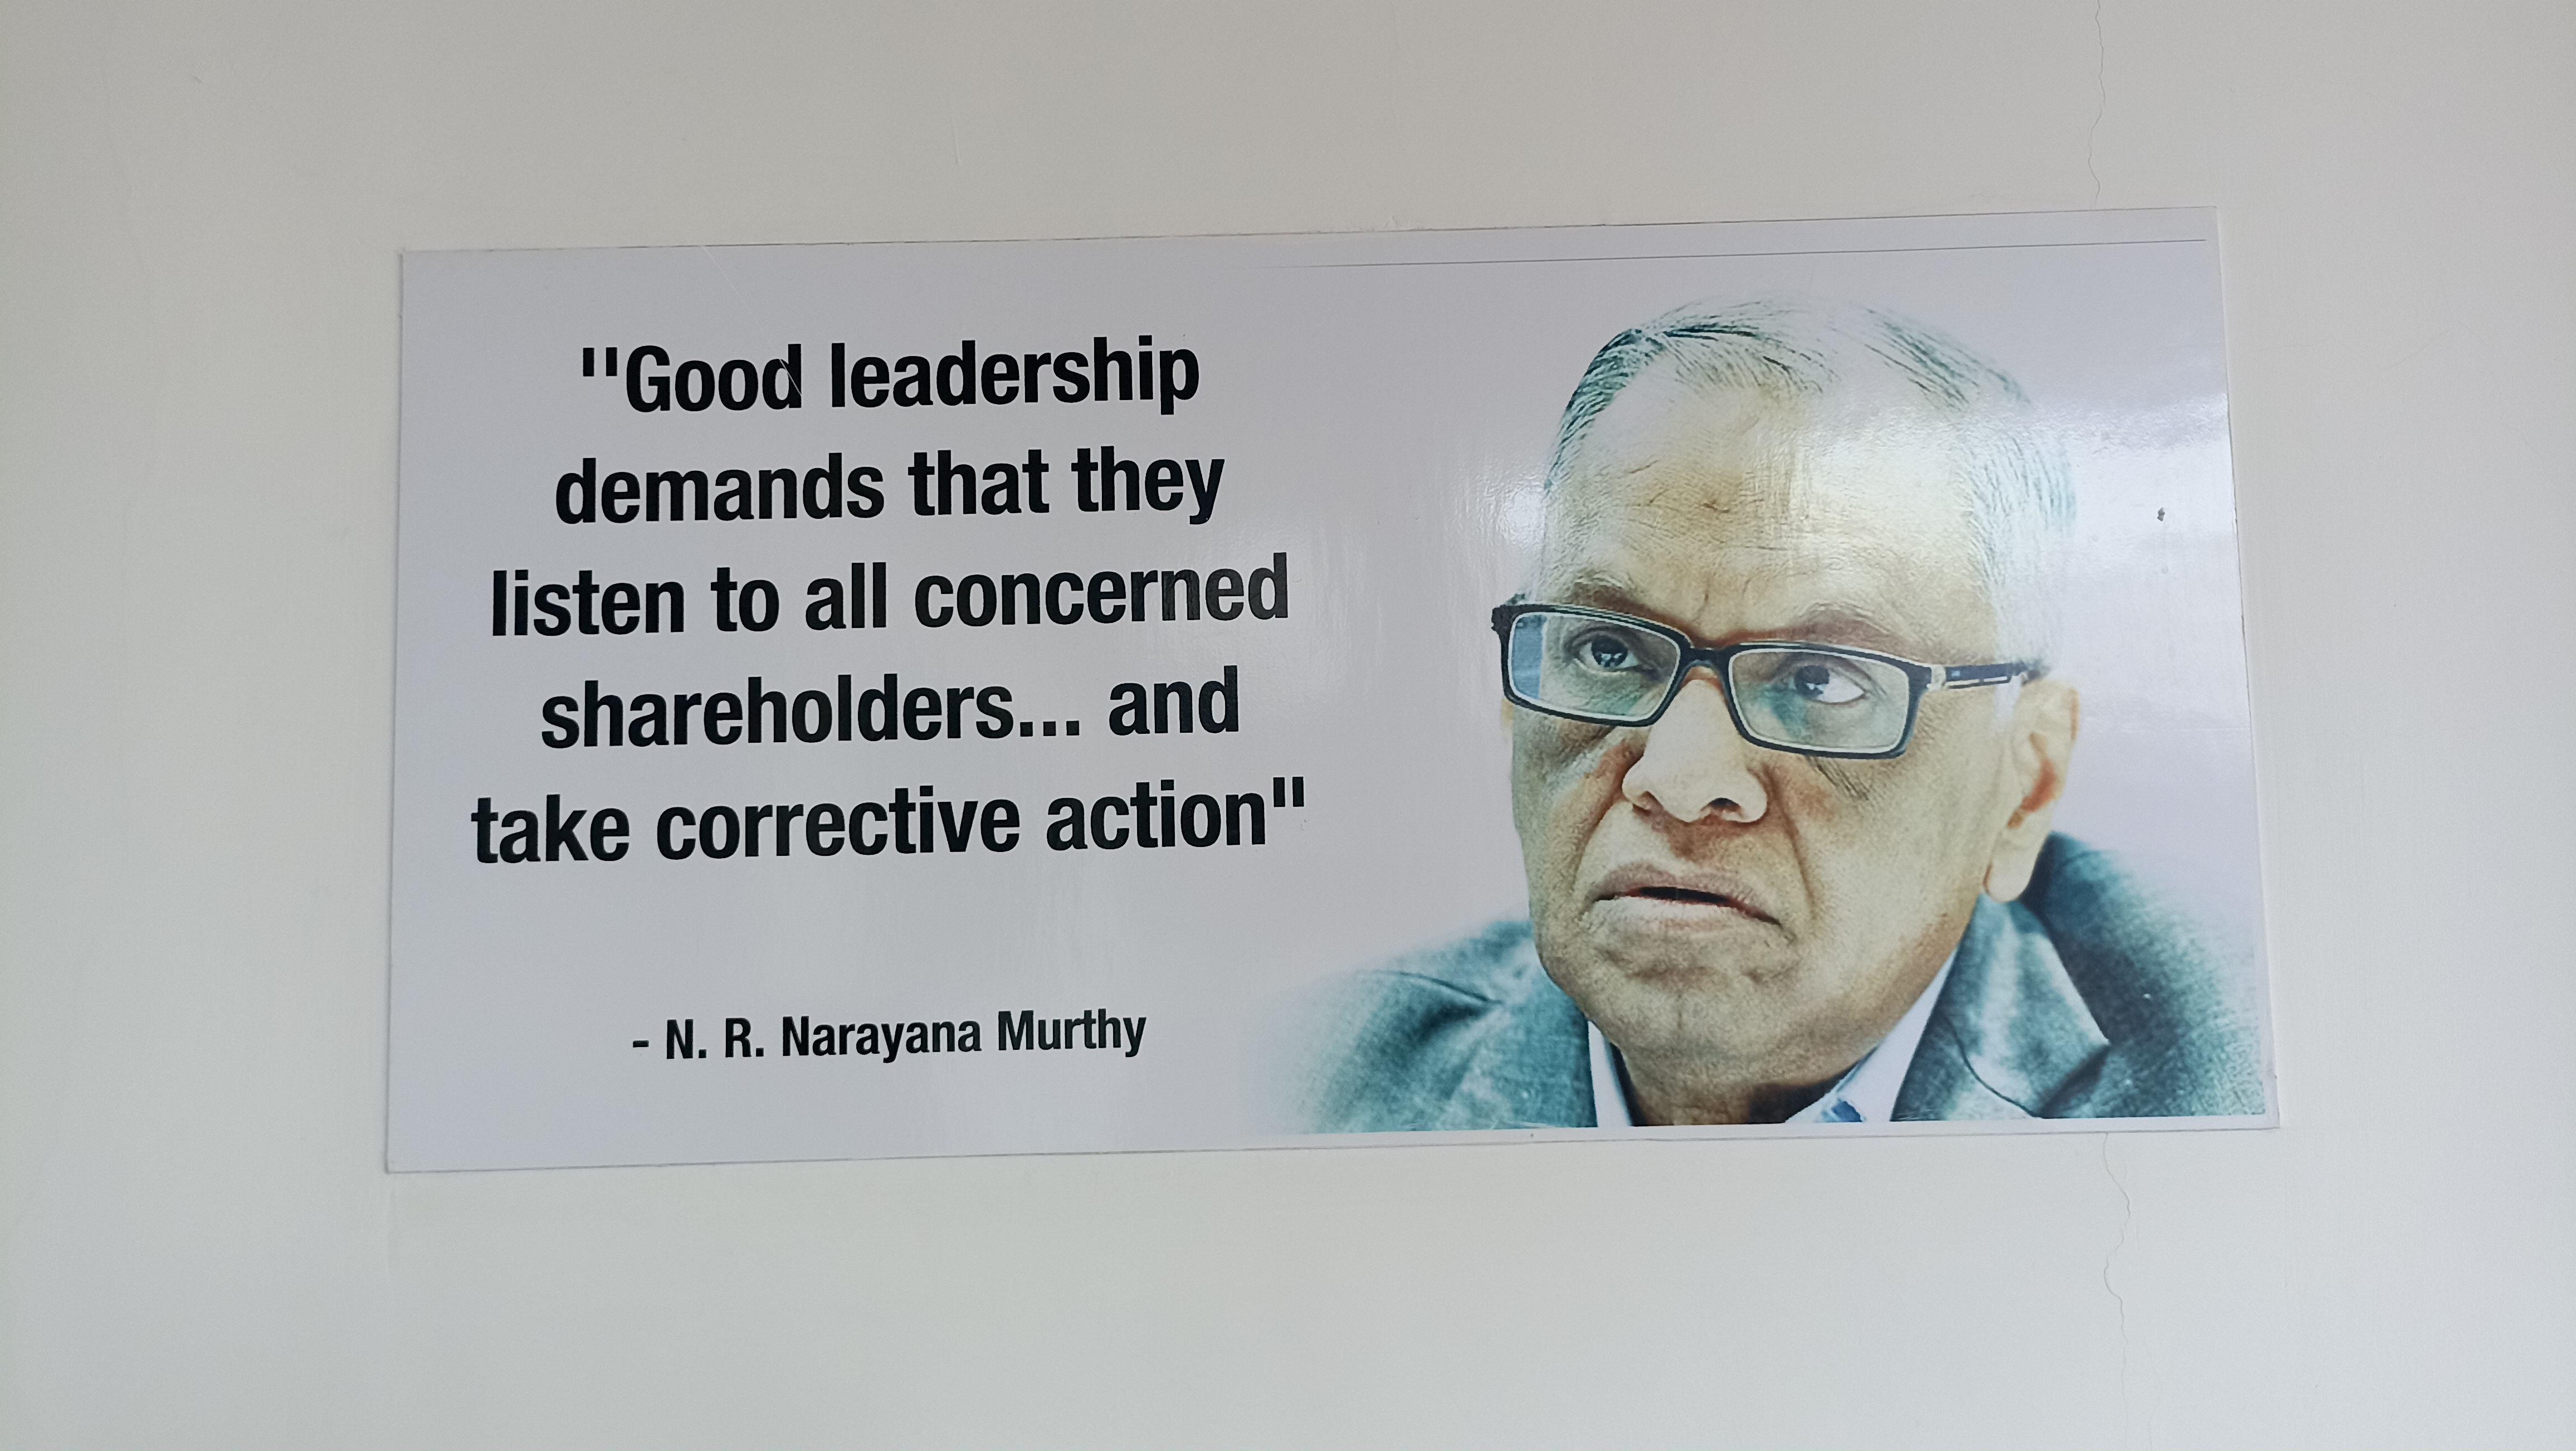 "Good leadership
demands that they
listen to all concerned
shareholders... and
take corrective action"
- N. R. Narayana Murthy